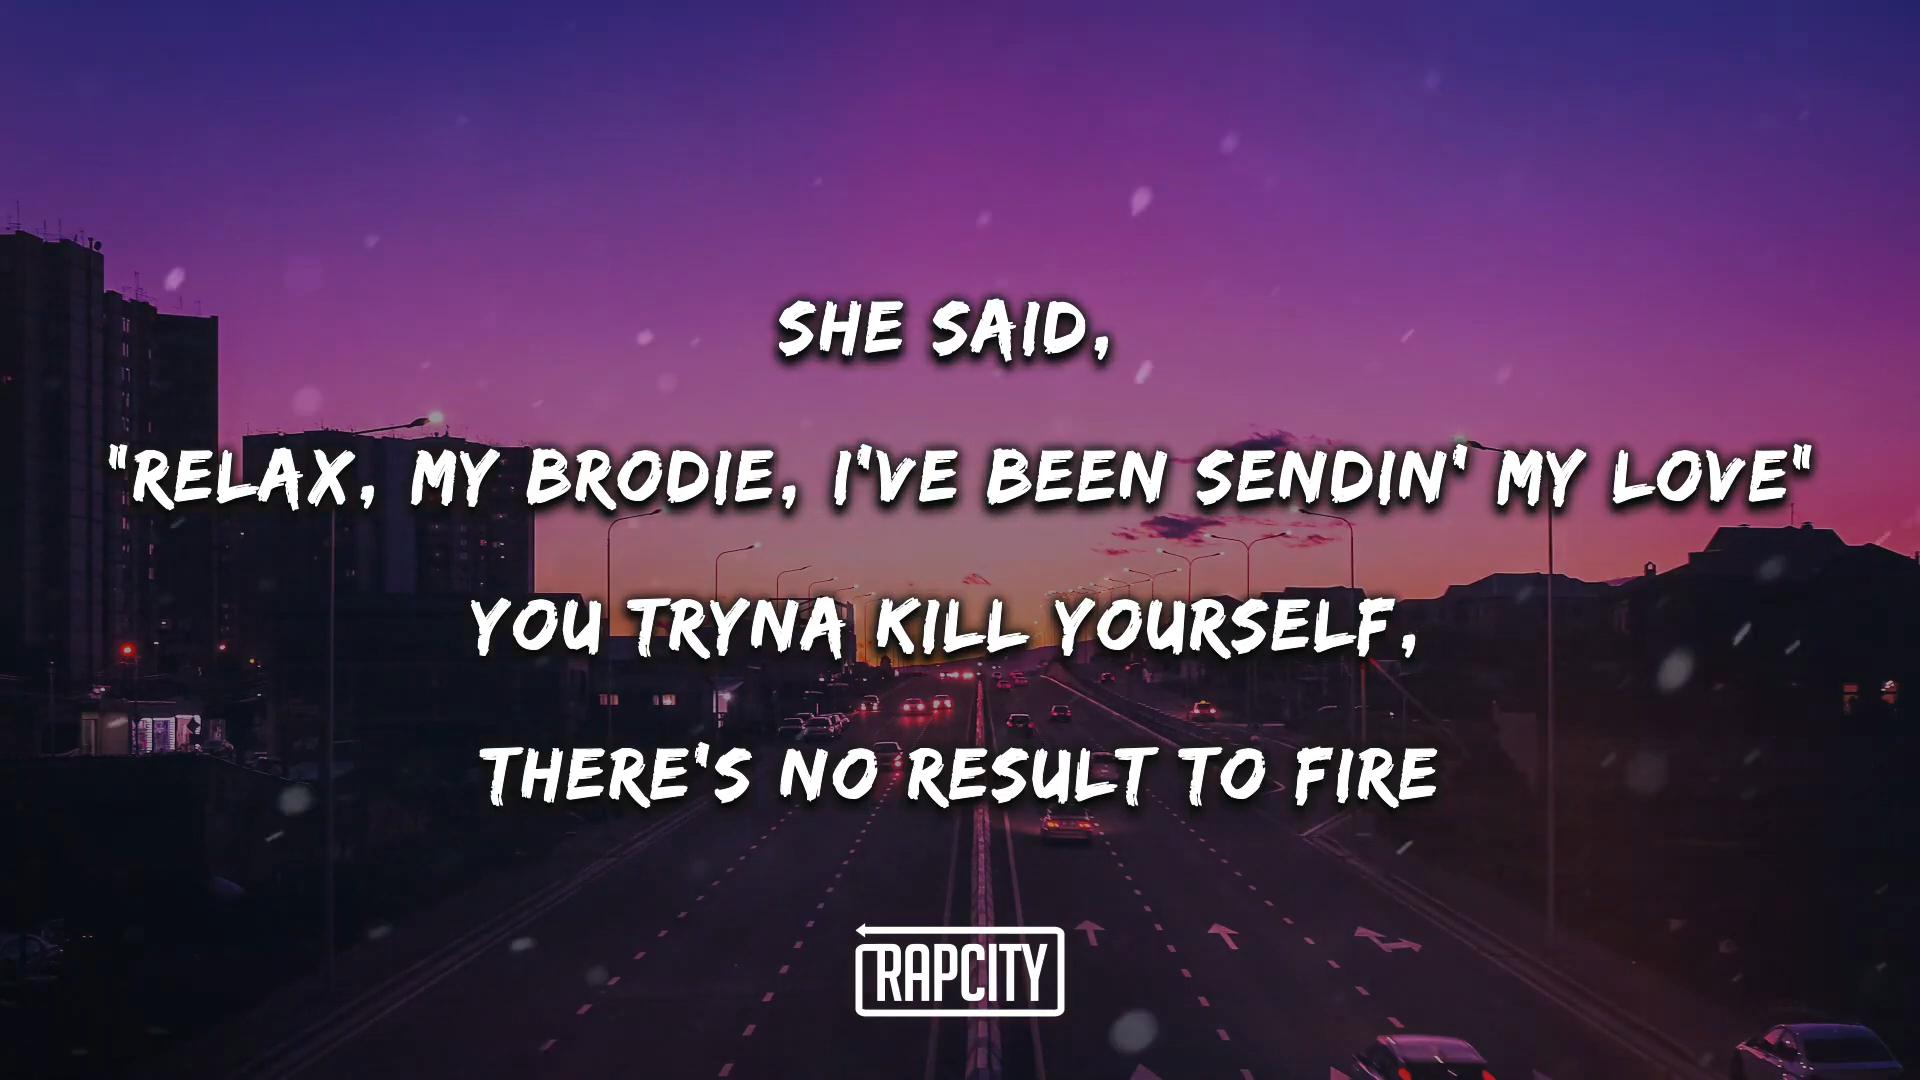 SHE SAID,
"RELAX, MY BRODIE, I'VE BEEN SENDIN' MY LOVE"
YOU TRYNA KILL YOURSELF,
THERE'S NO RESULT TO FIRE
RAPCITY